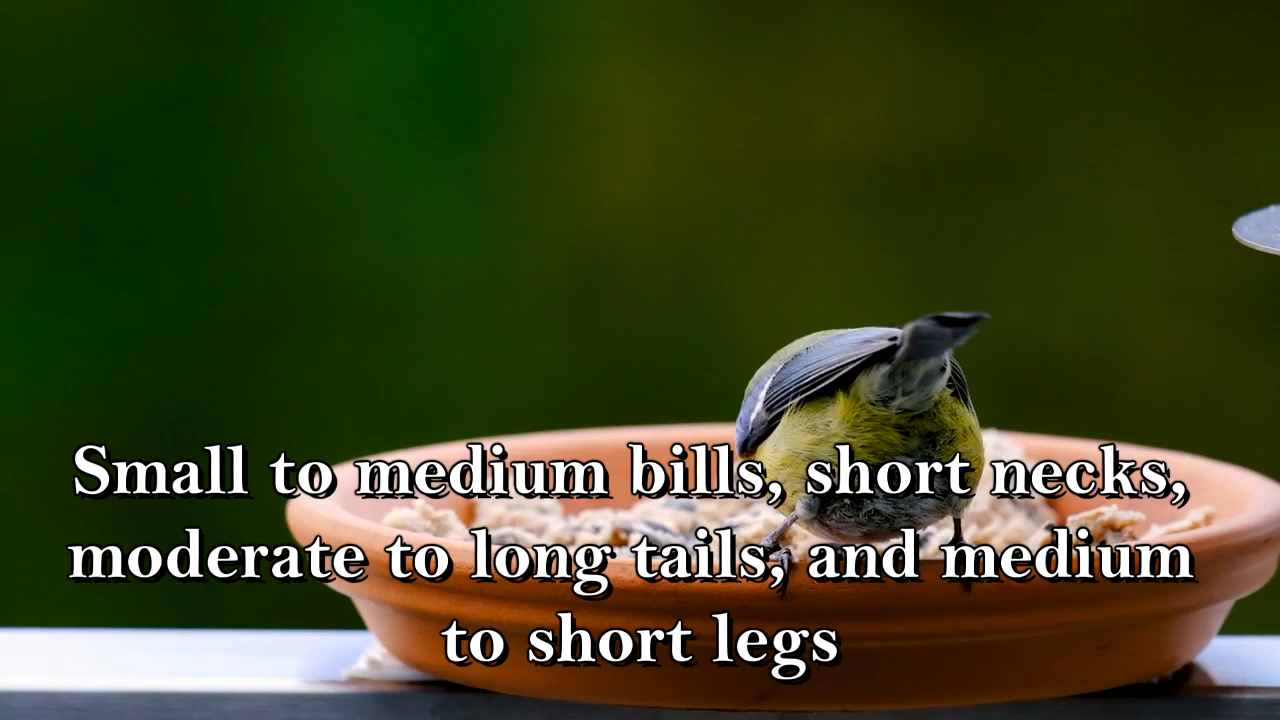 Small to medium bills, short necks,
moderate to long tails, and medium
to short legs